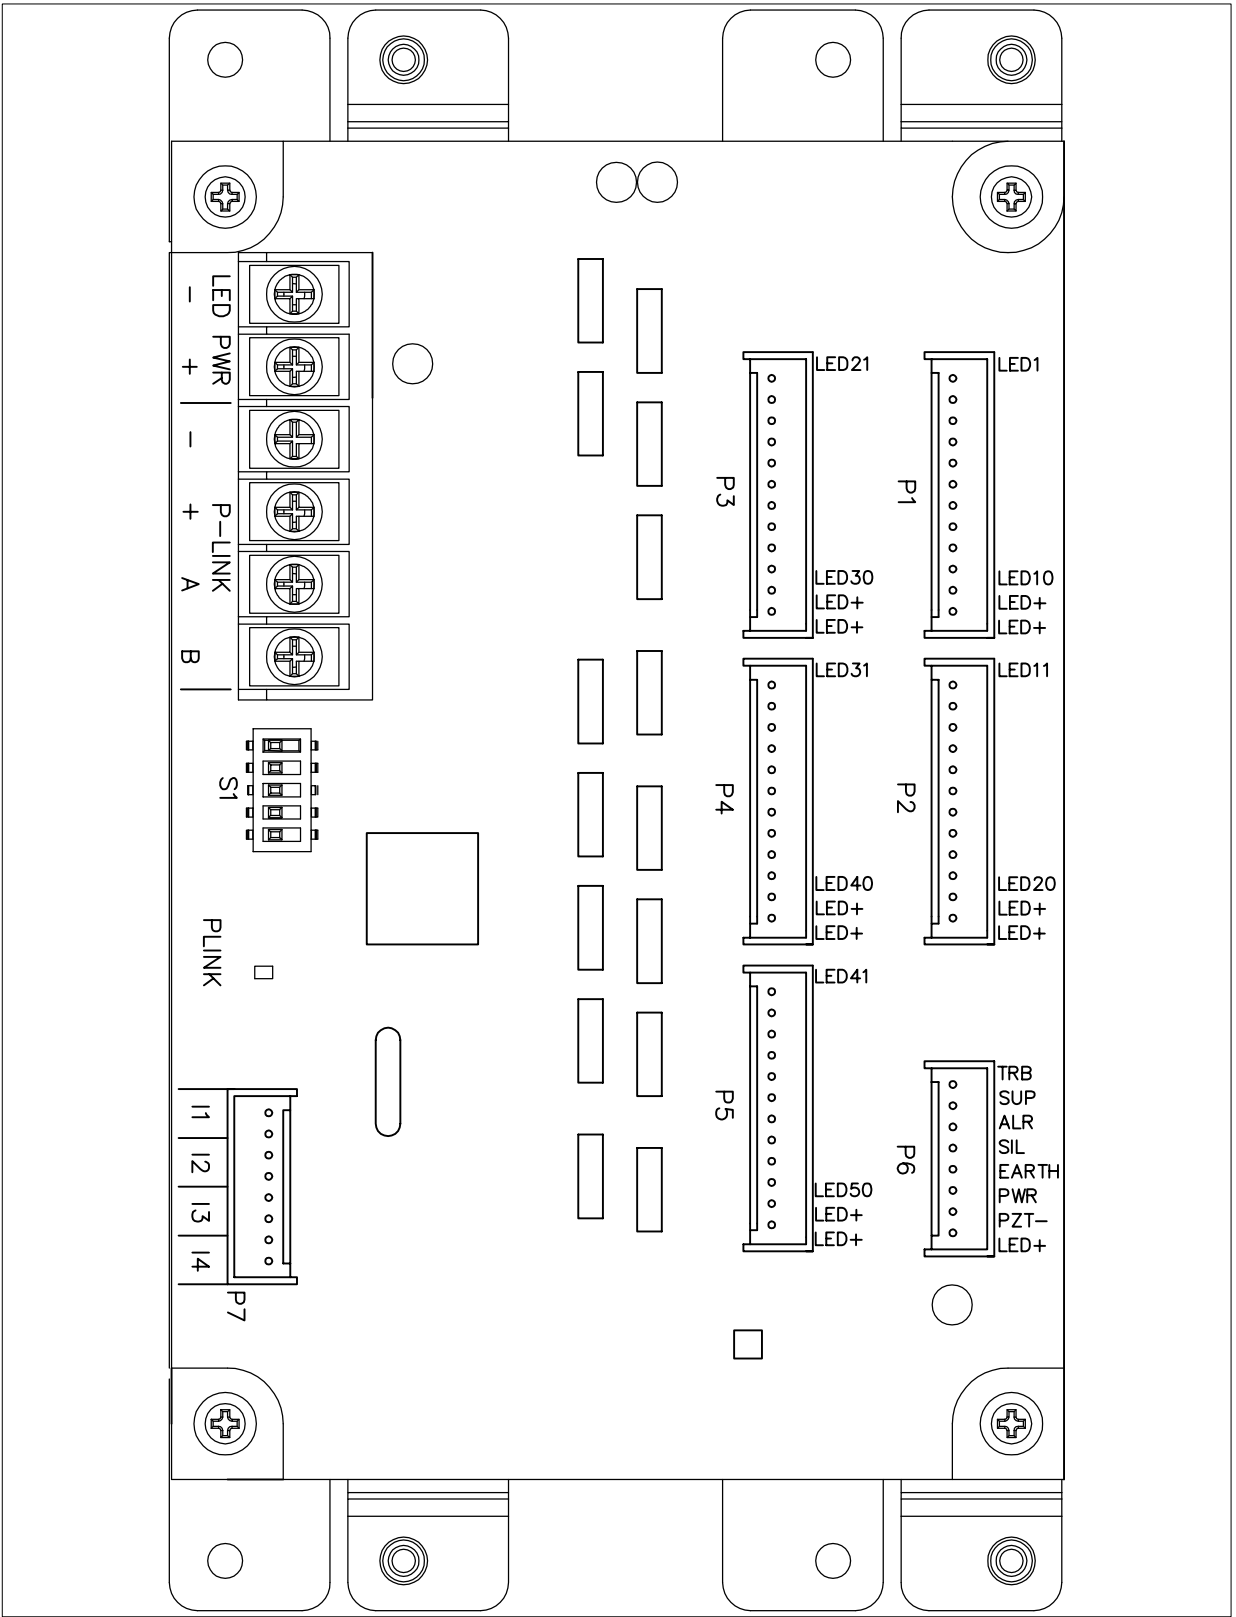 LED PWR
-
+
P-LINK
-
+
A
B
S1
PLINK
I1
I2
I3
I4
P7
P3
LED21
LED30
LED+
LED+
P1
LED1
LED10
LED+
LED+
P4
LED31
LED40
LED+
LED+
P2
LED11
LED20
LED+
LED+
P5
LED41
LED50
LED+
LED+
P6
TRB
SUP
ALR
SIL
EARTH
PWR
PZT-
LED+